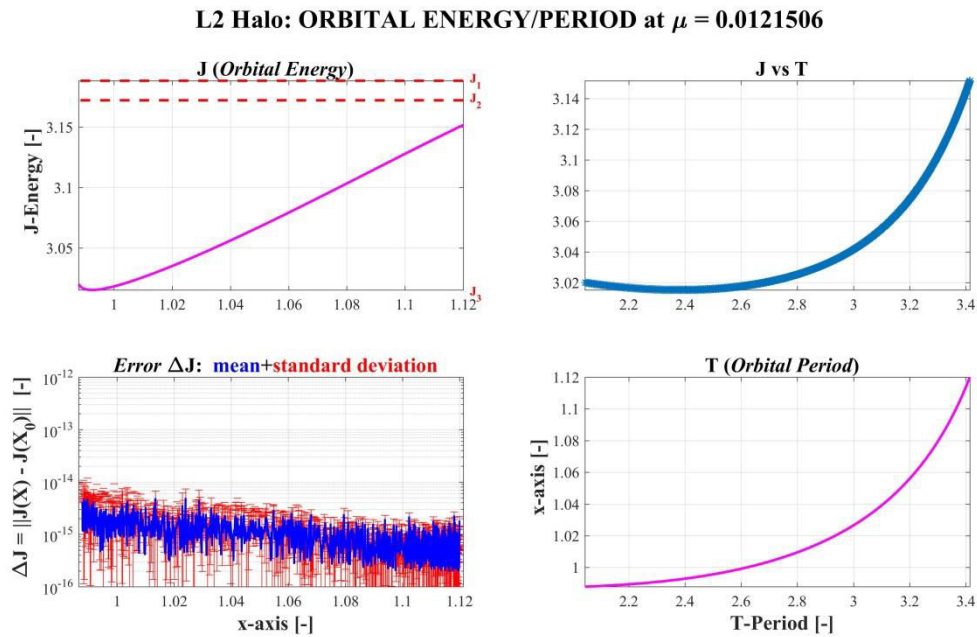 L2 Halo: ORBITAL ENERGY/PERIOD at μ = 0.0121506
J (Orbital Energy)
J-Energy [-]
3.15
3.1
3.05
J₁
J₂
J₃
1 1.02 1.04 1.06 1.08 1.1 1.12
J vs T
3.14
3.12
3.1
3.08
3.06
3.04
3.02
2.2 2.4 2.6 2.8 3 3.2 3.4
Error ΔJ: mean+standard deviation
ΔJ = ||J(X) - J(X₀)|| [-]
10⁻¹²
10⁻¹³
10⁻¹⁴
10⁻¹⁵
10⁻¹⁶
1 1.02 1.04 1.06 1.08 1.1 1.12
x-axis [-]
T (Orbital Period)
x-axis [-]
1.12
1.1
1.08
1.06
1.04
1.02
1
2.2 2.4 2.6 2.8 3 3.2 3.4
T-Period [-]